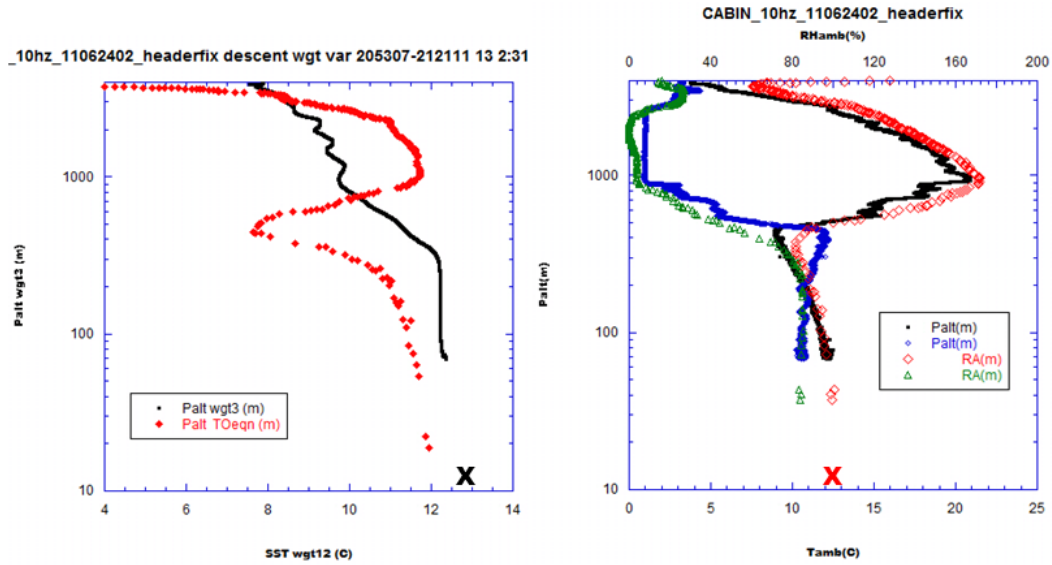 CABIN_10hz_11062402_headerfix
RHamb(%)
_10hz_11062402_headerfix descent wgt var 205307-212111 13 2:31
0 40 80 120 160 200
Palt wgt3 (m)
1000
100
10
Palt wgt3 (m)
Palt TOeqn (m)
X
4 6 8 10 12 14
SST wgt12 (C)
Palt(m)
1000
100
10
Palt(m)
Palt(m)
RA(m)
RA(m)
X
0 5 10 15 20 25
Tamb(C)